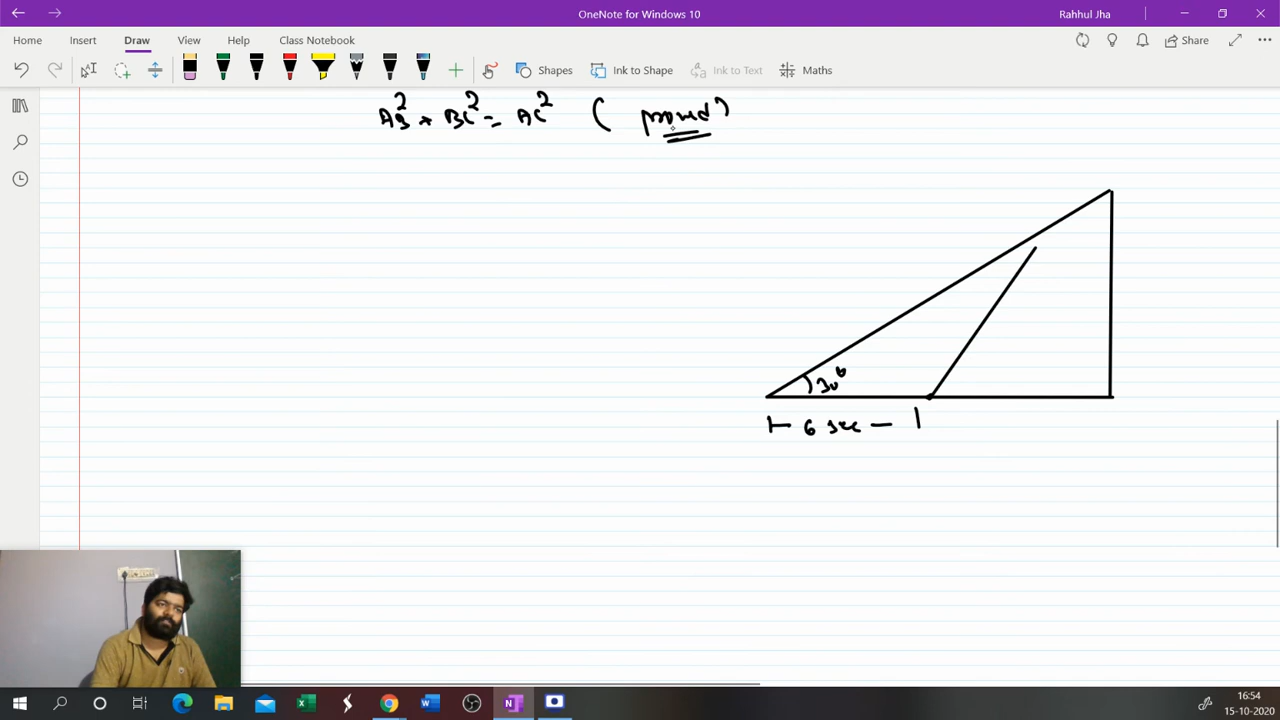 OneNote for Windows 10
Rahhul Jha
Home Insert Draw View Help Class Notebook
Share
Shapes Ink to Shape Ink to Text Maths
AB² + BC² = AC² ( proved )
30°
6 sec
16:54
15-10-2020